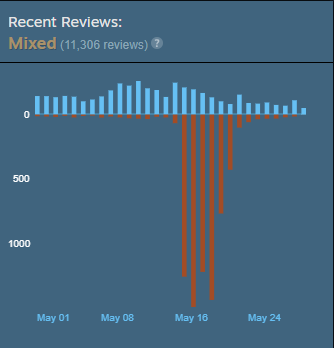 Recent Reviews:
Mixed (11,306 reviews) ?
0
500
1000
May 01 May 08 May 16 May 24